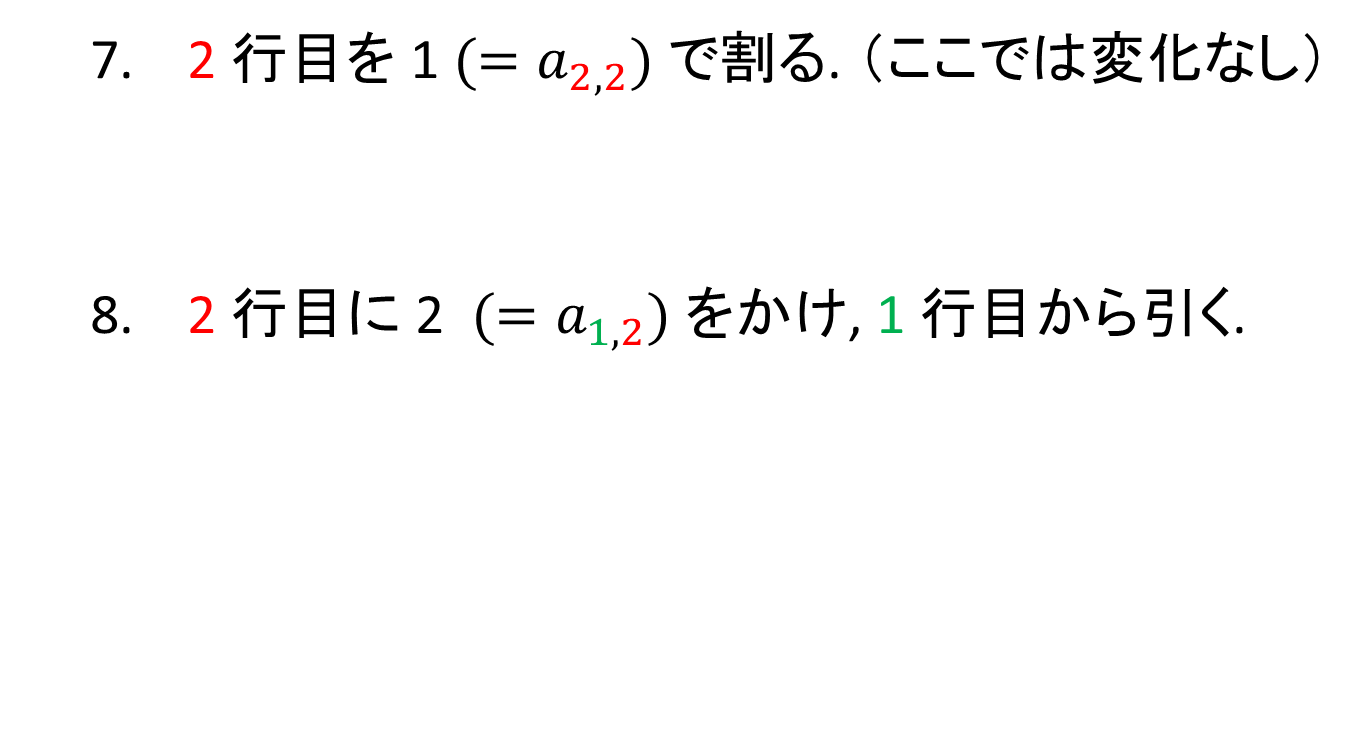 7. 2 行目を 1 (= a2,2) で割る. (ここでは変化なし)
8. 2 行目に 2 (= a1,2) をかけ, 1 行目から引く.